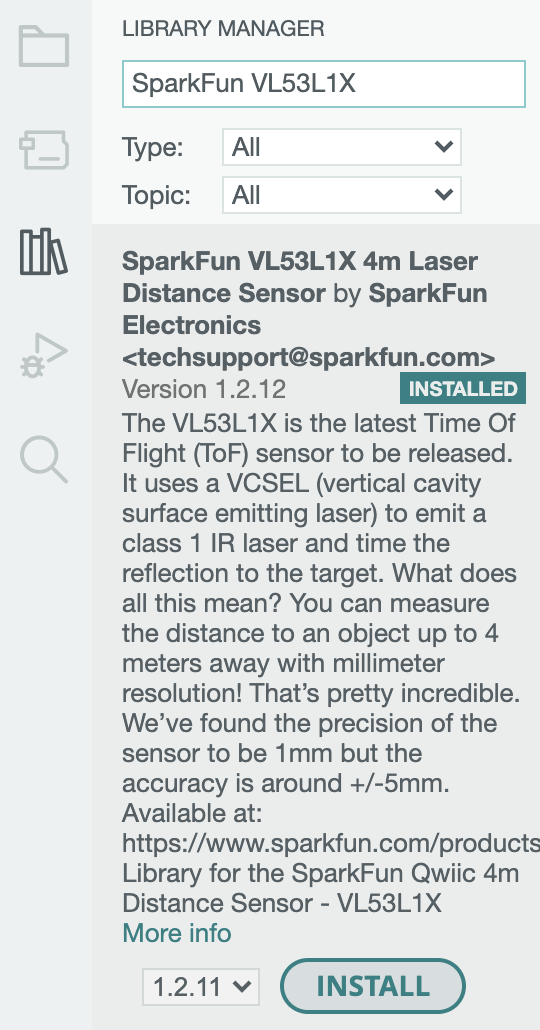 LIBRARY MANAGER
SparkFun VL53L1X
Type: All
Topic: All
SparkFun VL53L1X 4m Laser
Distance Sensor by SparkFun
Electronics
<techsupport@sparkfun.com>
Version 1.2.12 INSTALLED
The VL53L1X is the latest Time Of
Flight (ToF) sensor to be released.
It uses a VCSEL (vertical cavity
surface emitting laser) to emit a
class 1 IR laser and time the
reflection to the target. What does
all this mean? You can measure
the distance to an object up to 4
meters away with millimeter
resolution! That’s pretty incredible.
We’ve found the precision of the
sensor to be 1mm but the
accuracy is around +/-5mm.
Available at:
https://www.sparkfun.com/products
Library for the SparkFun Qwiic 4m
Distance Sensor - VL53L1X
More info
1.2.11 INSTALL